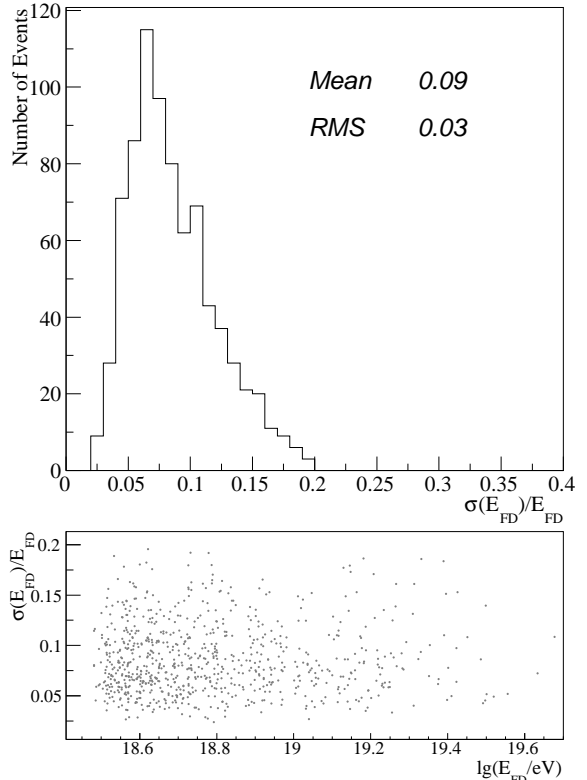 120
100
80
60
40
20
0
Number of Events
Mean 0.09
RMS 0.03
0 0.05 0.1 0.15 0.2 0.25 0.3 0.35 0.4
σ(E_FD)/E_FD
σ(E_FD)/E_FD
0.2
0.15
0.1
0.05
18.6 18.8 19 19.2 19.4 19.6
lg(E_FD/eV)